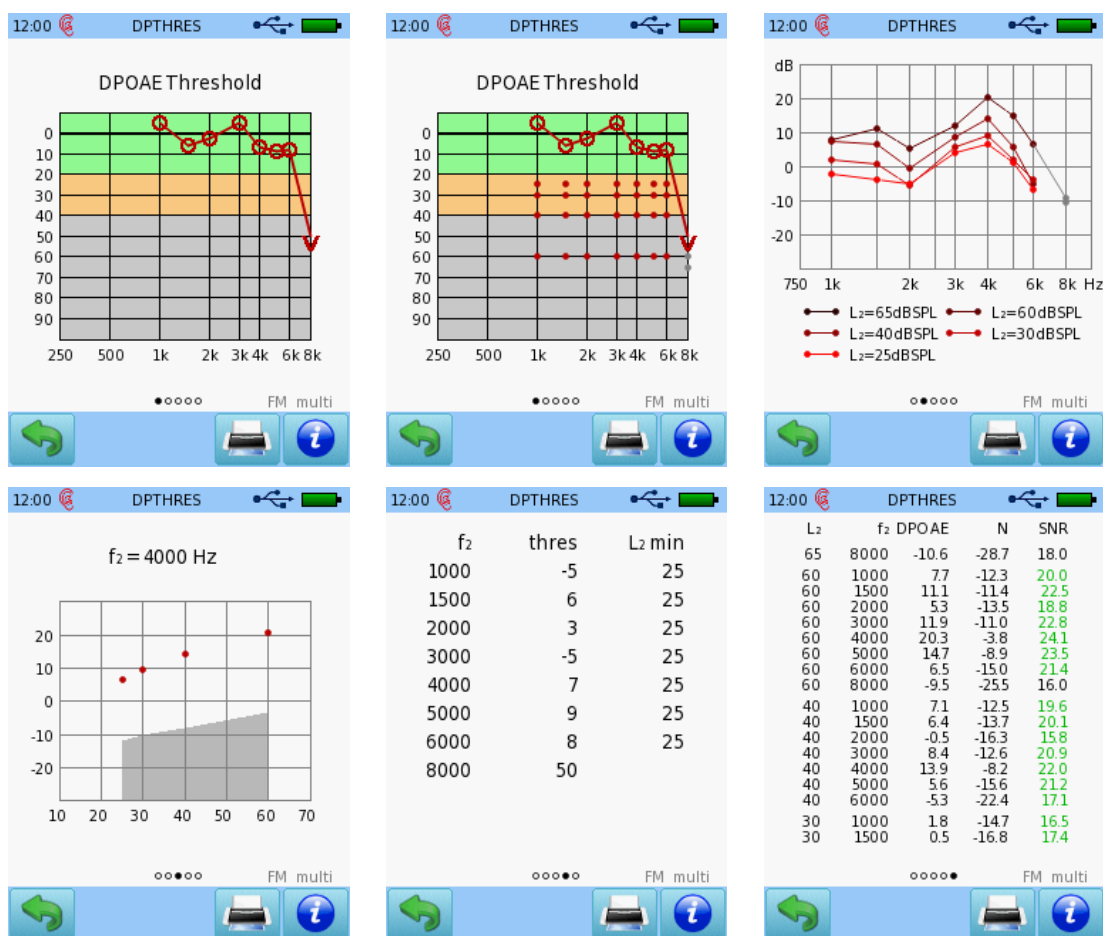 12:00 DPTHRES
DPOAE Threshold
0
10
20
30
40
50
60
70
80
90
250 500 1k 2k 3k 4k 6k 8k
FM multi
12:00 DPTHRES
DPOAE Threshold
0
10
20
30
40
50
60
70
80
90
250 500 1k 2k 3k 4k 6k 8k
FM multi
12:00 DPTHRES
dB
20
10
0
-10
-20
750 1k 2k 3k 4k 6k 8k Hz
L₂=65dBSPL L₂=60dBSPL
L₂=40dBSPL L₂=30dBSPL
L₂=25dBSPL
FM multi
12:00 DPTHRES
f₂ = 4000 Hz
20
10
0
-10
-20
10 20 30 40 50 60 70
FM multi
12:00 DPTHRES
f₂ thres L₂ min
1000 -5 25
1500 6 25
2000 3 25
3000 -5 25
4000 7 25
5000 9 25
6000 8 25
8000 50
FM multi
12:00 DPTHRES
L₂ f₂ DPOAE N SNR
65 8000 -10.6 -28.7 18.0
60 1000 7.7 -12.3 20.0
60 1500 11.1 -11.4 22.5
60 2000 5.3 -13.5 18.8
60 3000 11.9 -11.0 22.8
60 4000 20.3 -3.8 24.1
60 5000 14.7 -8.9 23.5
60 6000 6.5 -15.0 21.4
60 8000 -9.5 -25.5 16.0
40 1000 7.1 -12.5 19.6
40 1500 6.4 -13.7 20.1
40 2000 -0.5 -16.3 15.8
40 3000 8.4 -12.6 20.9
40 4000 13.9 -8.2 22.0
40 5000 5.6 -15.6 21.2
40 6000 -5.3 -22.4 17.1
30 1000 1.8 -14.7 16.5
30 1500 0.5 -16.8 17.4
FM multi